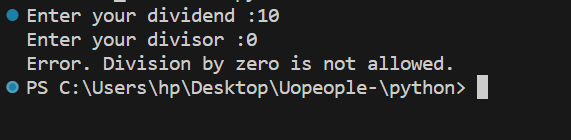 Enter your dividend :10
Enter your divisor :0
Error. Division by zero is not allowed.
PS C:\Users\hp\Desktop\Uopeople-\python>